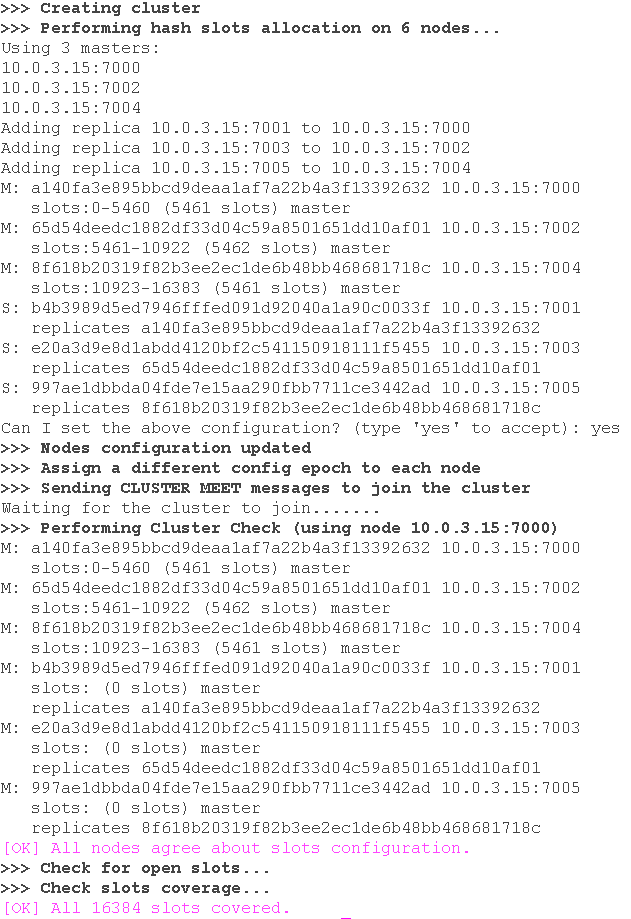 >>> Creating cluster
>>> Performing hash slots allocation on 6 nodes...
Using 3 masters:
10.0.3.15:7000
10.0.3.15:7002
10.0.3.15:7004
Adding replica 10.0.3.15:7001 to 10.0.3.15:7000
Adding replica 10.0.3.15:7003 to 10.0.3.15:7002
Adding replica 10.0.3.15:7005 to 10.0.3.15:7004
M: a140fa3e895bbcd9deaa1af7a22b4a3f13392632 10.0.3.15:7000
   slots:0-5460 (5461 slots) master
M: 65d54deedc1882df33d04c59a8501651dd10af01 10.0.3.15:7002
   slots:5461-10922 (5462 slots) master
M: 8f618b20319f82b3ee2ec1de6b48bb468681718c 10.0.3.15:7004
   slots:10923-16383 (5461 slots) master
S: b4b3989d5ed7946fffed091d92040a1a90c0033f 10.0.3.15:7001
   replicates a140fa3e895bbcd9deaa1af7a22b4a3f13392632
S: e20a3d9e8d1abdd4120bf2c541150918111f5455 10.0.3.15:7003
   replicates 65d54deedc1882df33d04c59a8501651dd10af01
S: 997ae1dbbda04fde7e15aa290fbb7711ce3442ad 10.0.3.15:7005
   replicates 8f618b20319f82b3ee2ec1de6b48bb468681718c
Can I set the above configuration? (type 'yes' to accept): yes
>>> Nodes configuration updated
>>> Assign a different config epoch to each node
>>> Sending CLUSTER MEET messages to join the cluster
Waiting for the cluster to join.......
>>> Performing Cluster Check (using node 10.0.3.15:7000)
M: a140fa3e895bbcd9deaa1af7a22b4a3f13392632 10.0.3.15:7000
   slots:0-5460 (5461 slots) master
M: 65d54deedc1882df33d04c59a8501651dd10af01 10.0.3.15:7002
   slots:5461-10922 (5462 slots) master
M: 8f618b20319f82b3ee2ec1de6b48bb468681718c 10.0.3.15:7004
   slots:10923-16383 (5461 slots) master
M: b4b3989d5ed7946fffed091d92040a1a90c0033f 10.0.3.15:7001
   slots: (0 slots) master
   replicates a140fa3e895bbcd9deaa1af7a22b4a3f13392632
M: e20a3d9e8d1abdd4120bf2c541150918111f5455 10.0.3.15:7003
   slots: (0 slots) master
   replicates 65d54deedc1882df33d04c59a8501651dd10af01
M: 997ae1dbbda04fde7e15aa290fbb7711ce3442ad 10.0.3.15:7005
   slots: (0 slots) master
   replicates 8f618b20319f82b3ee2ec1de6b48bb468681718c
[OK] All nodes agree about slots configuration.
>>> Check for open slots...
>>> Check slots coverage...
[OK] All 16384 slots covered.